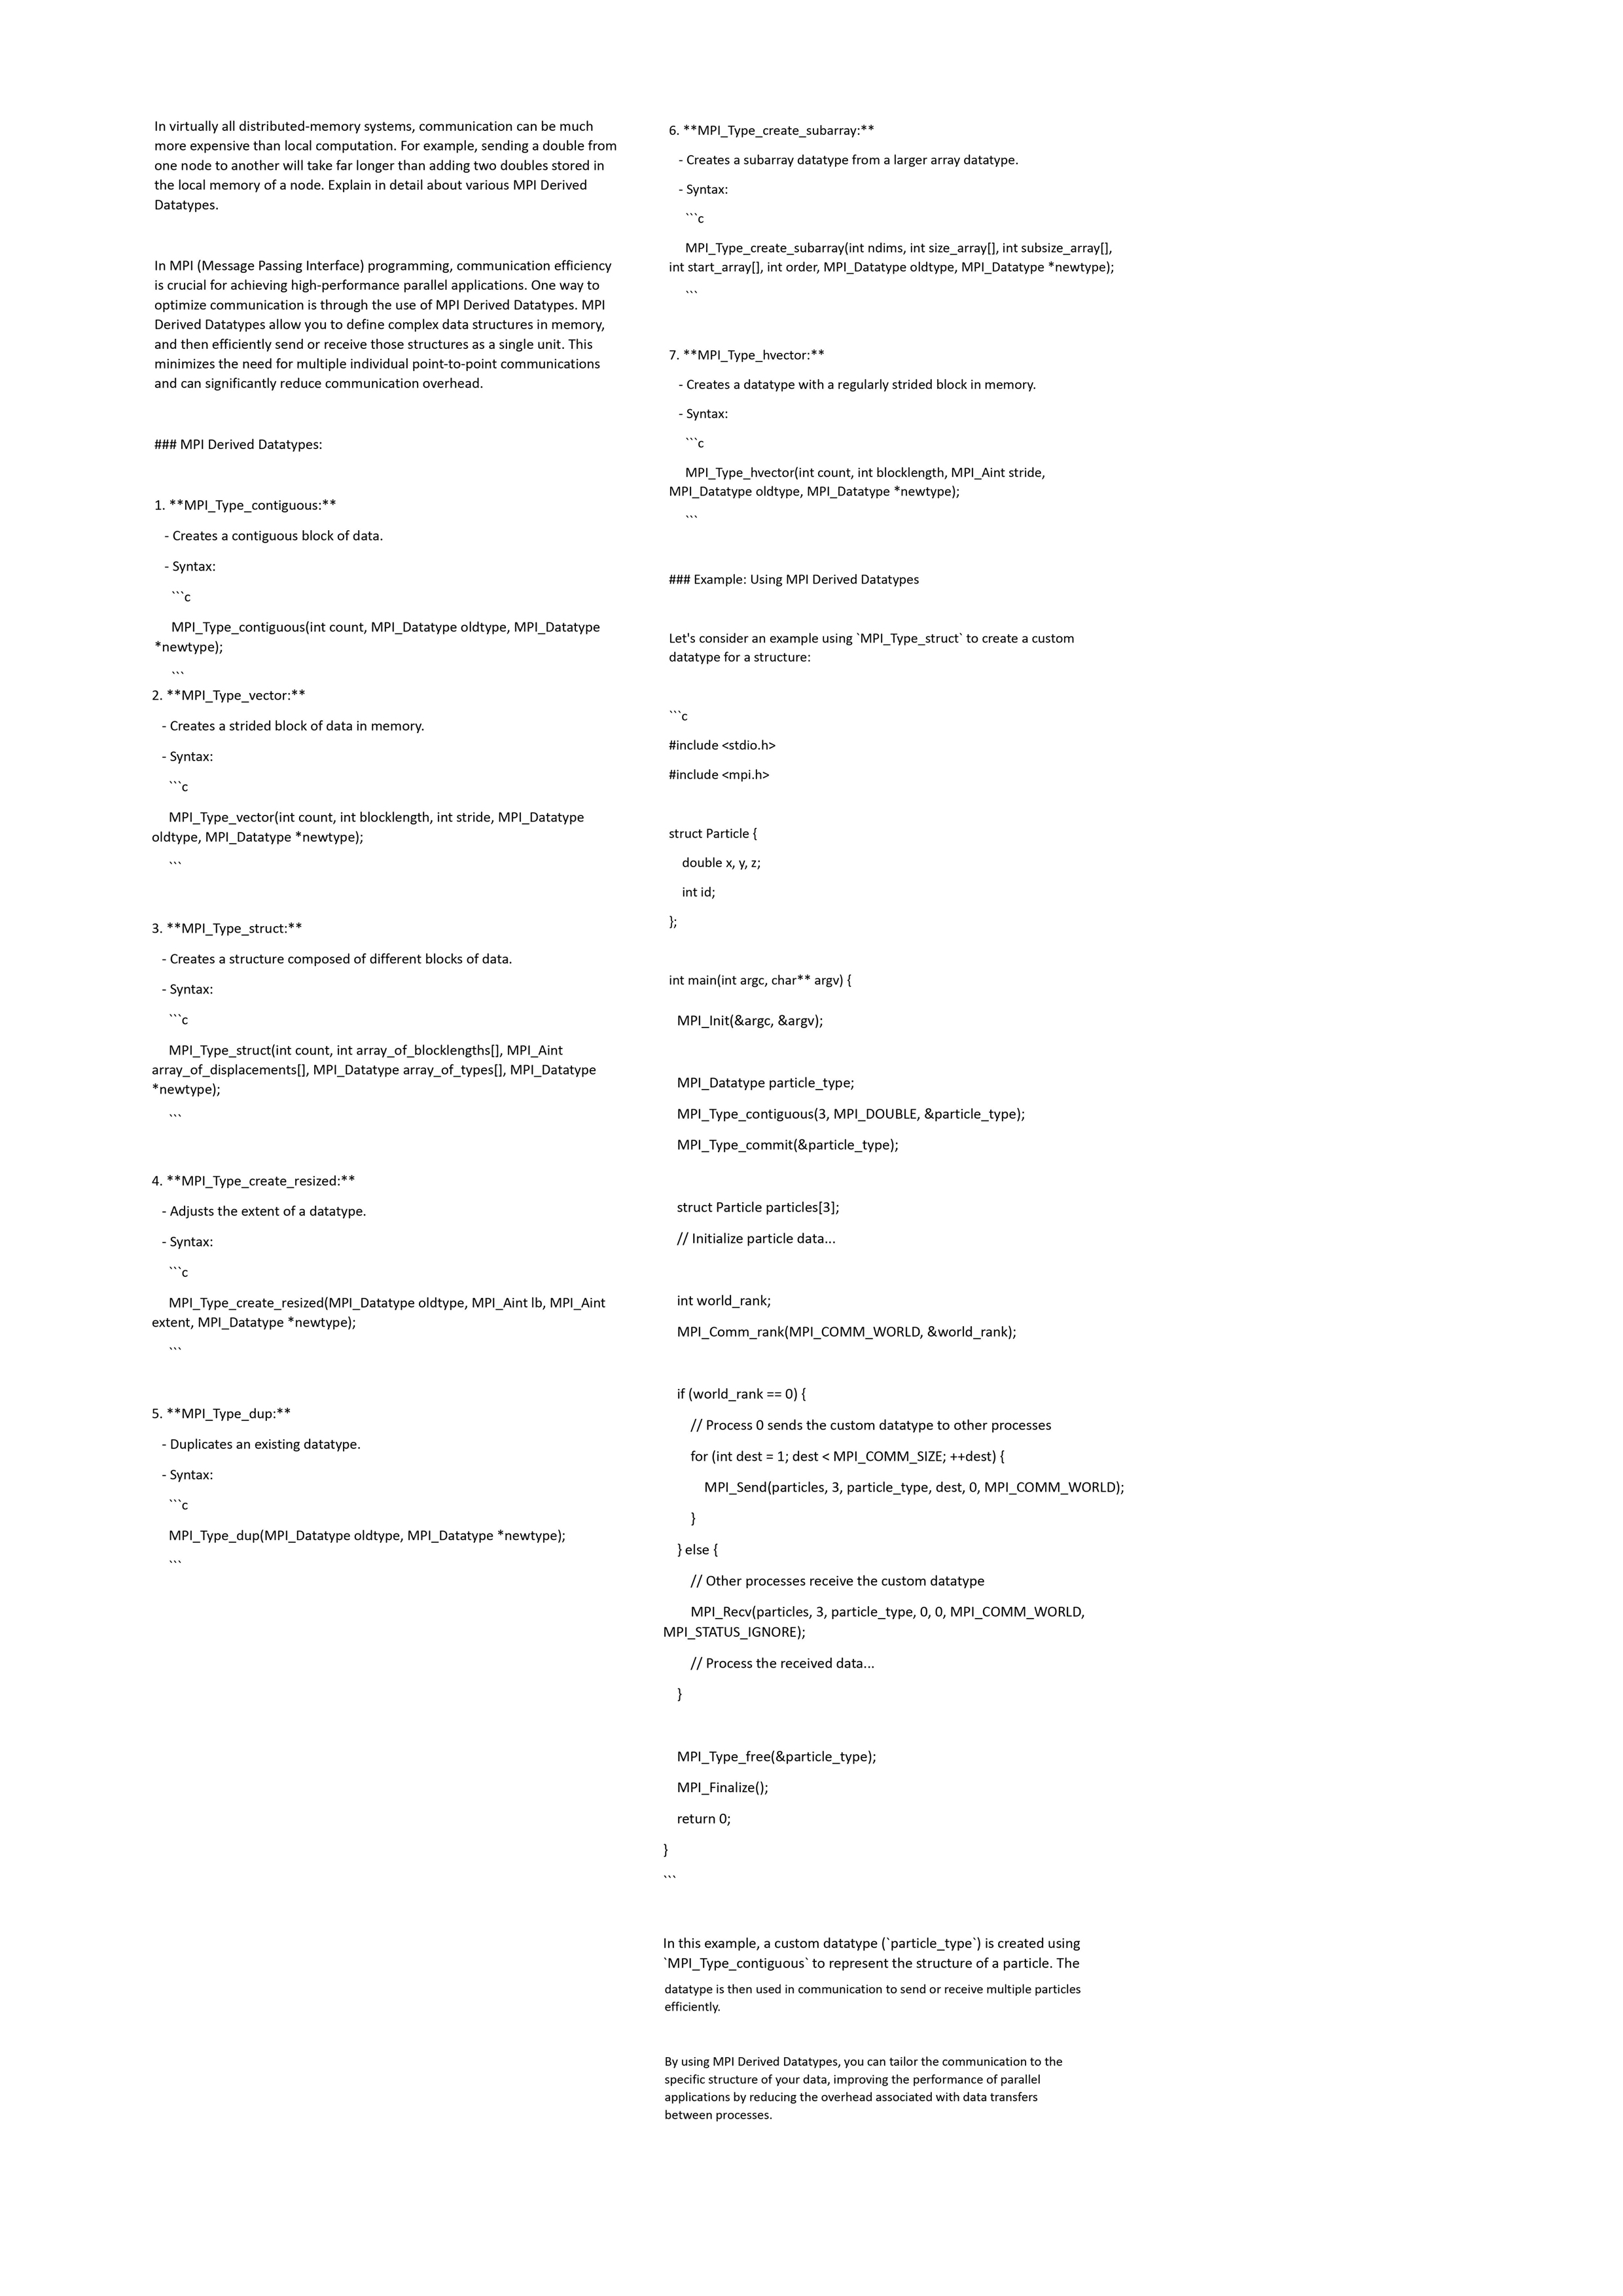 In virtually all distributed-memory systems, communication can be much
more expensive than local computation. For example, sending a double from
one node to another will take far longer than adding two doubles stored in
the local memory of a node. Explain in detail about various MPI Derived
Datatypes.
In MPI (Message Passing Interface) programming, communication efficiency
is crucial for achieving high-performance parallel applications. One way to
optimize communication is through the use of MPI Derived Datatypes. MPI
Derived Datatypes allow you to define complex data structures in memory,
and then efficiently send or receive those structures as a single unit. This
minimizes the need for multiple individual point-to-point communications
and can significantly reduce communication overhead.
### MPI Derived Datatypes:
1. **MPI_Type_contiguous:**
- Creates a contiguous block of data.
- Syntax:
```c
MPI_Type_contiguous(int count, MPI_Datatype oldtype, MPI_Datatype
*newtype);
```
2. **MPI_Type_vector:**
- Creates a strided block of data in memory.
- Syntax:
```c
MPI_Type_vector(int count, int blocklength, int stride, MPI_Datatype
oldtype, MPI_Datatype *newtype);
```
3. **MPI_Type_struct:**
- Creates a structure composed of different blocks of data.
- Syntax:
```c
MPI_Type_struct(int count, int array_of_blocklengths[], MPI_Aint
array_of_displacements[], MPI_Datatype array_of_types[], MPI_Datatype
*newtype);
```
4. **MPI_Type_create_resized:**
- Adjusts the extent of a datatype.
- Syntax:
```c
MPI_Type_create_resized(MPI_Datatype oldtype, MPI_Aint lb, MPI_Aint
extent, MPI_Datatype *newtype);
```
5. **MPI_Type_dup:**
- Duplicates an existing datatype.
- Syntax:
```c
MPI_Type_dup(MPI_Datatype oldtype, MPI_Datatype *newtype);
```
6. **MPI_Type_create_subarray:**
- Creates a subarray datatype from a larger array datatype.
- Syntax:
```c
MPI_Type_create_subarray(int ndims, int size_array[], int subsize_array[],
int start_array[], int order, MPI_Datatype oldtype, MPI_Datatype *newtype);
```
7. **MPI_Type_hvector:**
- Creates a datatype with a regularly strided block in memory.
- Syntax:
```c
MPI_Type_hvector(int count, int blocklength, MPI_Aint stride,
MPI_Datatype oldtype, MPI_Datatype *newtype);
```
### Example: Using MPI Derived Datatypes
Let's consider an example using `MPI_Type_struct` to create a custom
datatype for a structure:
```c
#include <stdio.h>
#include <mpi.h>
struct Particle {
double x, y, z;
int id;
};
int main(int argc, char** argv) {
MPI_Init(&argc, &argv);
MPI_Datatype particle_type;
MPI_Type_contiguous(3, MPI_DOUBLE, &particle_type);
MPI_Type_commit(&particle_type);
struct Particle particles[3];
// Initialize particle data...
int world_rank;
MPI_Comm_rank(MPI_COMM_WORLD, &world_rank);
if (world_rank == 0) {
// Process 0 sends the custom datatype to other processes
for (int dest = 1; dest < MPI_COMM_SIZE; ++dest) {
MPI_Send(particles, 3, particle_type, dest, 0, MPI_COMM_WORLD);
}
} else {
// Other processes receive the custom datatype
MPI_Recv(particles, 3, particle_type, 0, 0, MPI_COMM_WORLD,
MPI_STATUS_IGNORE);
// Process the received data...
}
MPI_Type_free(&particle_type);
MPI_Finalize();
return 0;
}
```
In this example, a custom datatype (`particle_type`) is created using
`MPI_Type_contiguous` to represent the structure of a particle. The
datatype is then used in communication to send or receive multiple particles
efficiently.
By using MPI Derived Datatypes, you can tailor the communication to the
specific structure of your data, improving the performance of parallel
applications by reducing the overhead associated with data transfers
between processes.